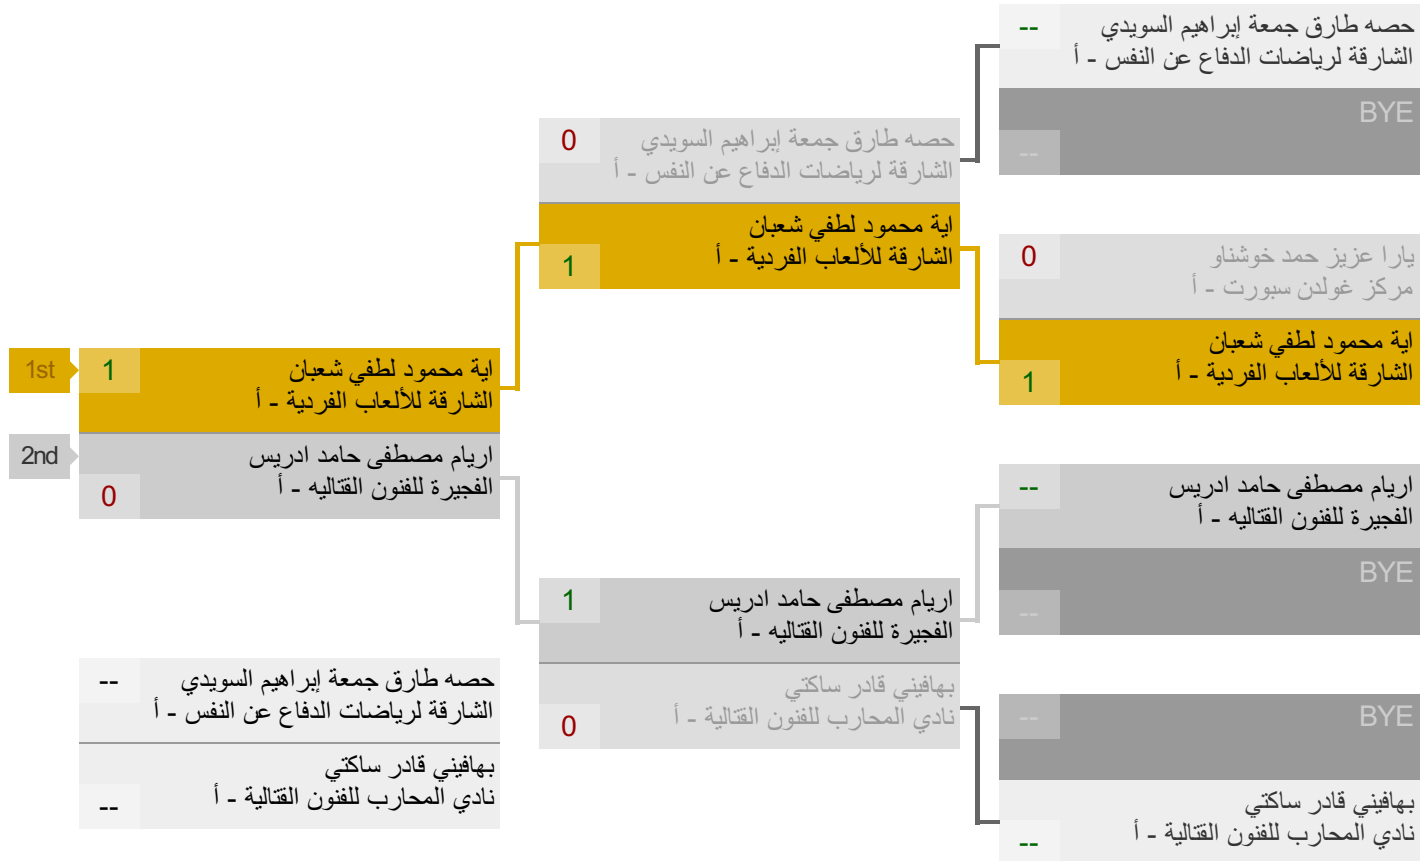 --
حصه طارق جمعة إبراهيم السويدي
الشارقة لرياضات الدفاع عن النفس - أ
BYE
--
0
يارا عزيز حمد خوشناو
مركز غولدن سبورت - أ
اية محمود لطفي شعبان
الشارقة للألعاب الفردية - أ
1
--
اريام مصطفى حامد ادريس
الفجيرة للفنون القتاليه - أ
BYE
--
--
BYE
بهافيني قادر ساكتي
نادي المحارب للفنون القتالية - أ
--
0
حصه طارق جمعة إبراهيم السويدي
الشارقة لرياضات الدفاع عن النفس - أ
اية محمود لطفي شعبان
الشارقة للألعاب الفردية - أ
1
1
اريام مصطفى حامد ادريس
الفجيرة للفنون القتاليه - أ
بهافيني قادر ساكتي
نادي المحارب للفنون القتالية - أ
0
1st
1
اية محمود لطفي شعبان
الشارقة للألعاب الفردية - أ
2nd
اريام مصطفى حامد ادريس
الفجيرة للفنون القتاليه - أ
0
--
حصه طارق جمعة إبراهيم السويدي
الشارقة لرياضات الدفاع عن النفس - أ
بهافيني قادر ساكتي
نادي المحارب للفنون القتالية - أ
--